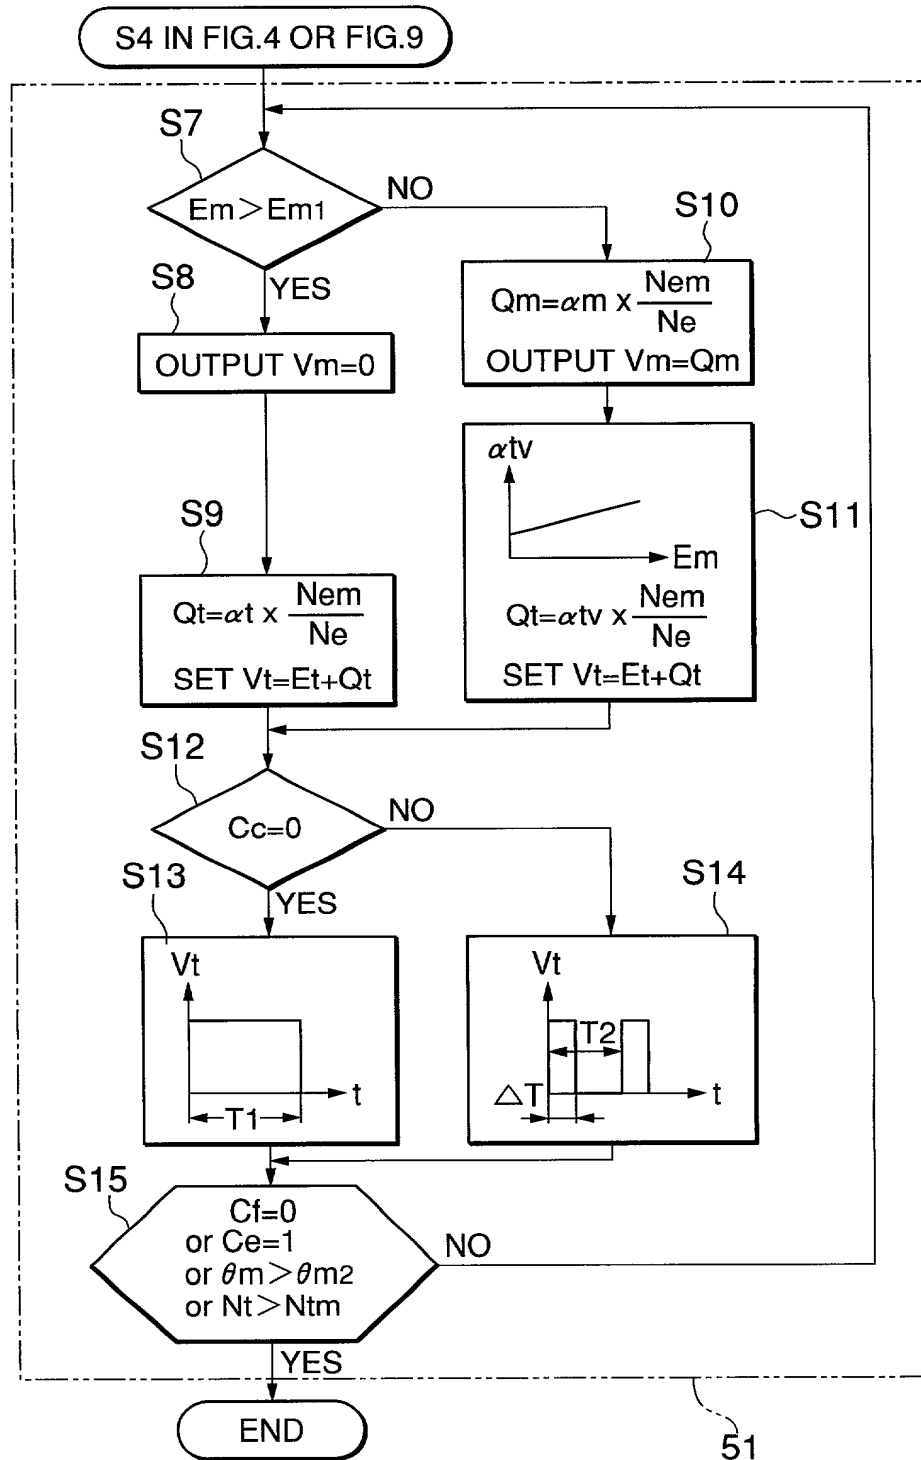 S4 IN FIG.4 OR FIG.9
S7
Em>Em1
NO
YES
S10
Qm=αm x Nem/Ne
OUTPUT Vm=Qm
S8
OUTPUT Vm=0
S11
αtv
Em
Qt=αtv x Nem/Ne
SET Vt=Et+Qt
S9
Qt=αt x Nem/Ne
SET Vt=Et+Qt
S12
Cc=0
NO
YES
S13
Vt
t
T1
S14
Vt
T2
△T
t
S15
Cf=0
or Ce=1
or θm>θm2
or Nt>Ntm
NO
YES
END
51